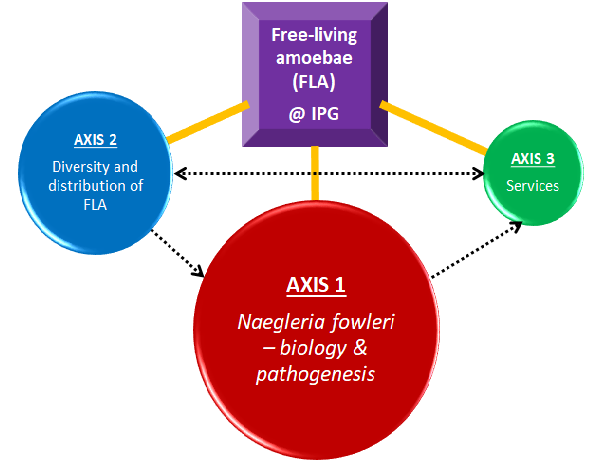 Free-living
amoebae
(FLA)
@ IPG
AXIS 2
Diversity and
distribution of
FLA
AXIS 3
Services
AXIS 1
Naegleria fowleri
– biology &
pathogenesis